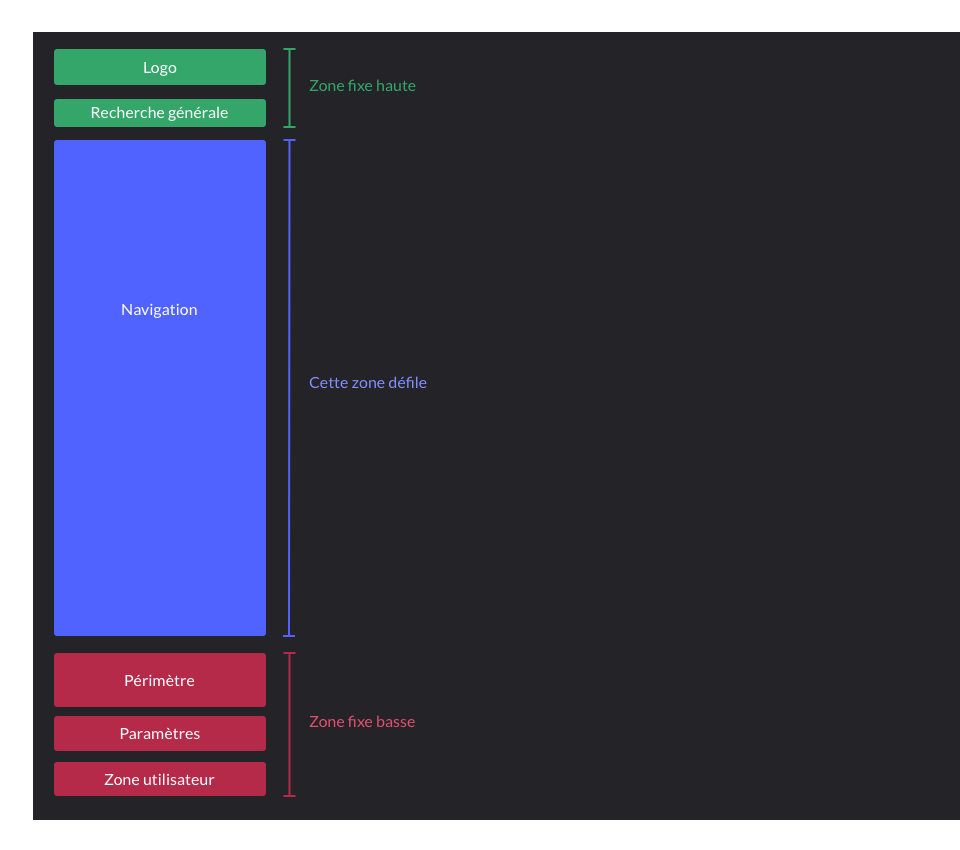 Logo
Zone fixe haute
Recherche générale
Navigation
Cette zone défile
Périmètre
Zone fixe basse
Paramètres
Zone utilisateur